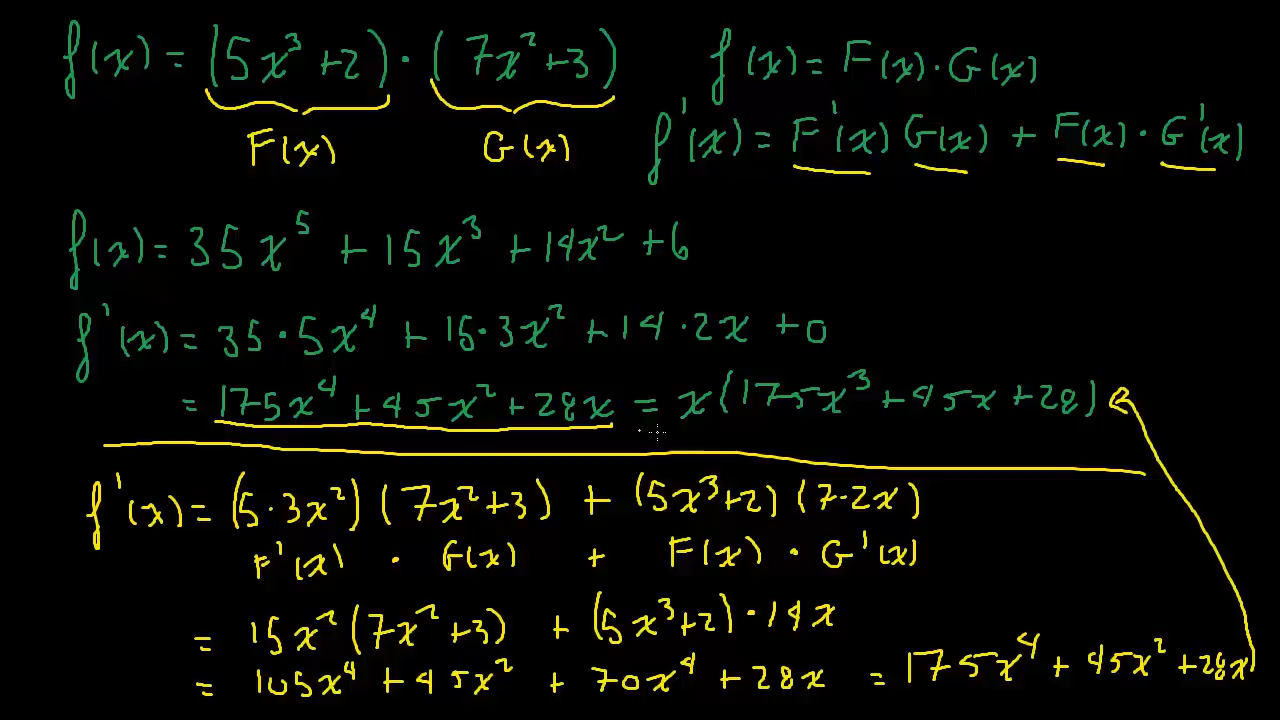 f(x) = (5x³ + 2) · (7x² + 3)
F(x) G(x)
f(x) = F(x) · G(x)
f'(x) = F'(x) G(x) + F(x) · G'(x)
f(x) = 35x⁵ + 15x³ + 14x² + 6
f'(x) = 35 · 5x⁴ + 15 · 3x² + 14 · 2x + 0
= 175x⁴ + 45x² + 28x = x(175x³ + 45x + 28)
f'(x) = (5 · 3x²) (7x² + 3) + (5x³ + 2) (7 · 2x)
F'(x) · G(x) + F(x) · G'(x)
= 15x² (7x² + 3) + (5x³ + 2) · 14x
= 105x⁴ + 45x² + 70x⁴ + 28x = 175x⁴ + 45x² + 28x